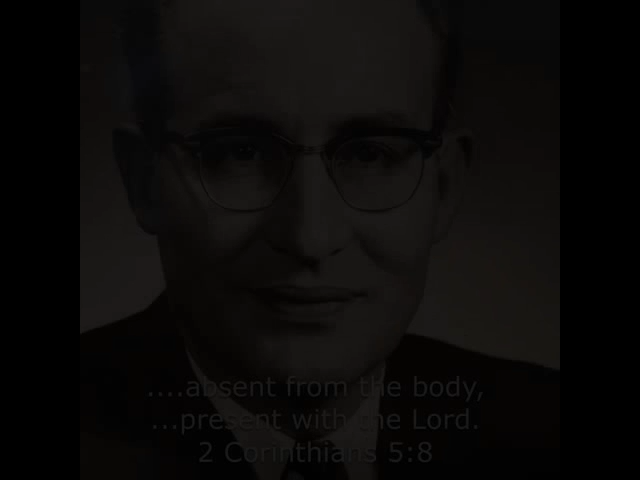 ....absent from the body,
...present with the Lord.
2 Corinthians 5:8